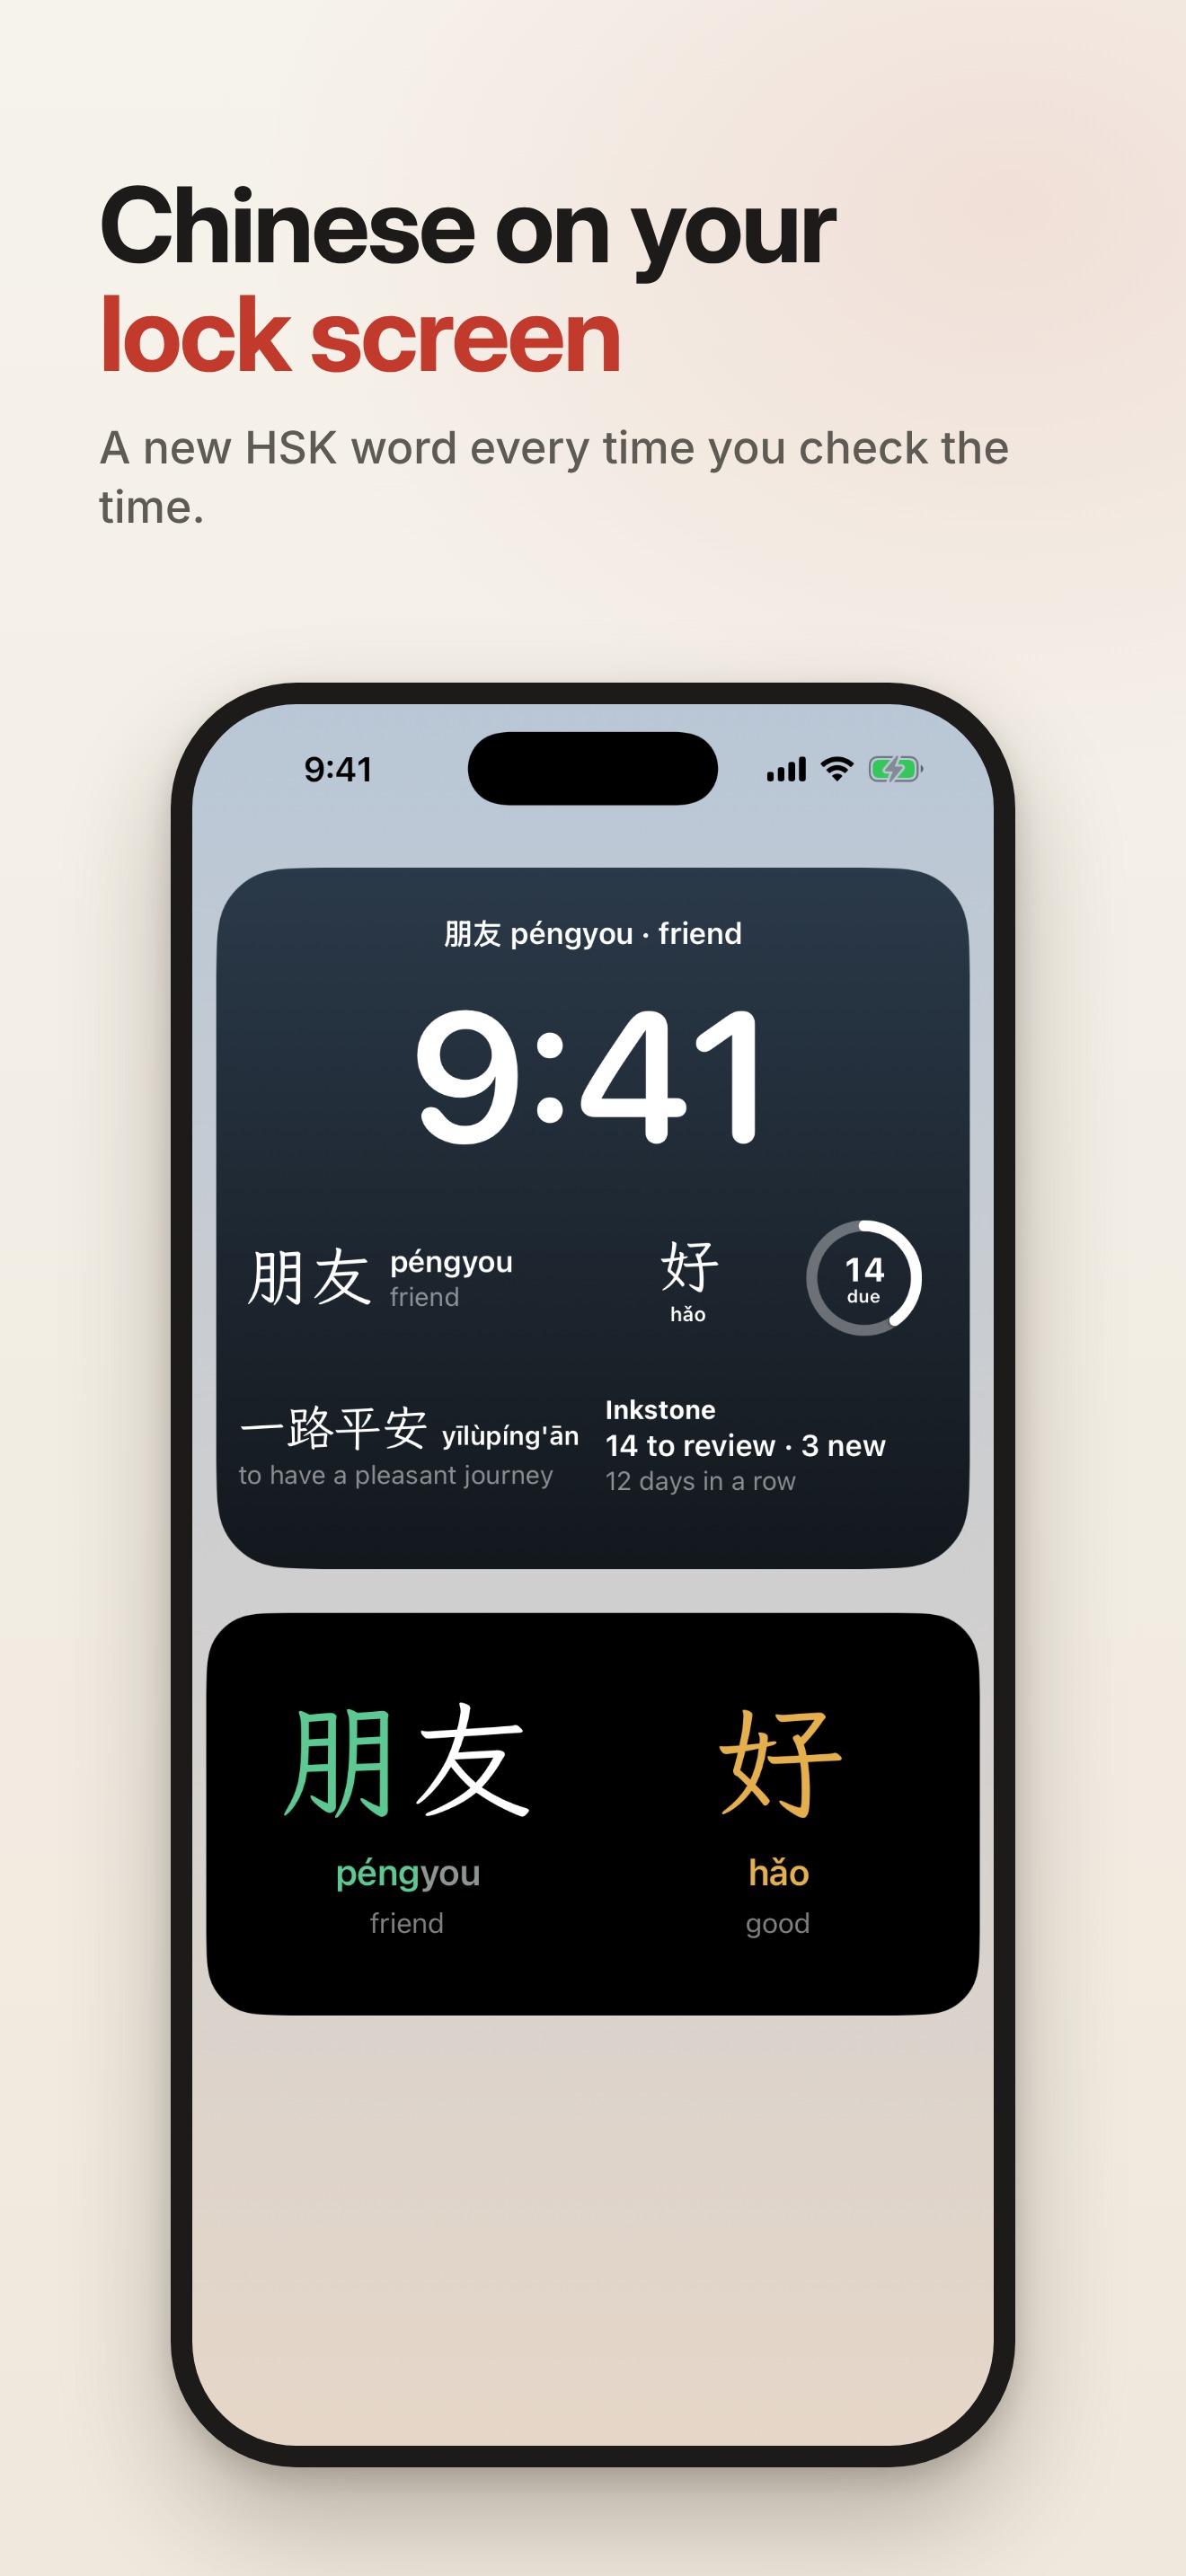 Chinese on your
lock screen
A new HSK word every time you check the
time.
9:41
朋友 péngyou · friend
9:41
朋友 péngyou
friend
好
hǎo
14
due
一路平安 yīlùpíng'ān
to have a pleasant journey
Inkstone
14 to review · 3 new
12 days in a row
朋友
péngyou
friend
好
hǎo
good